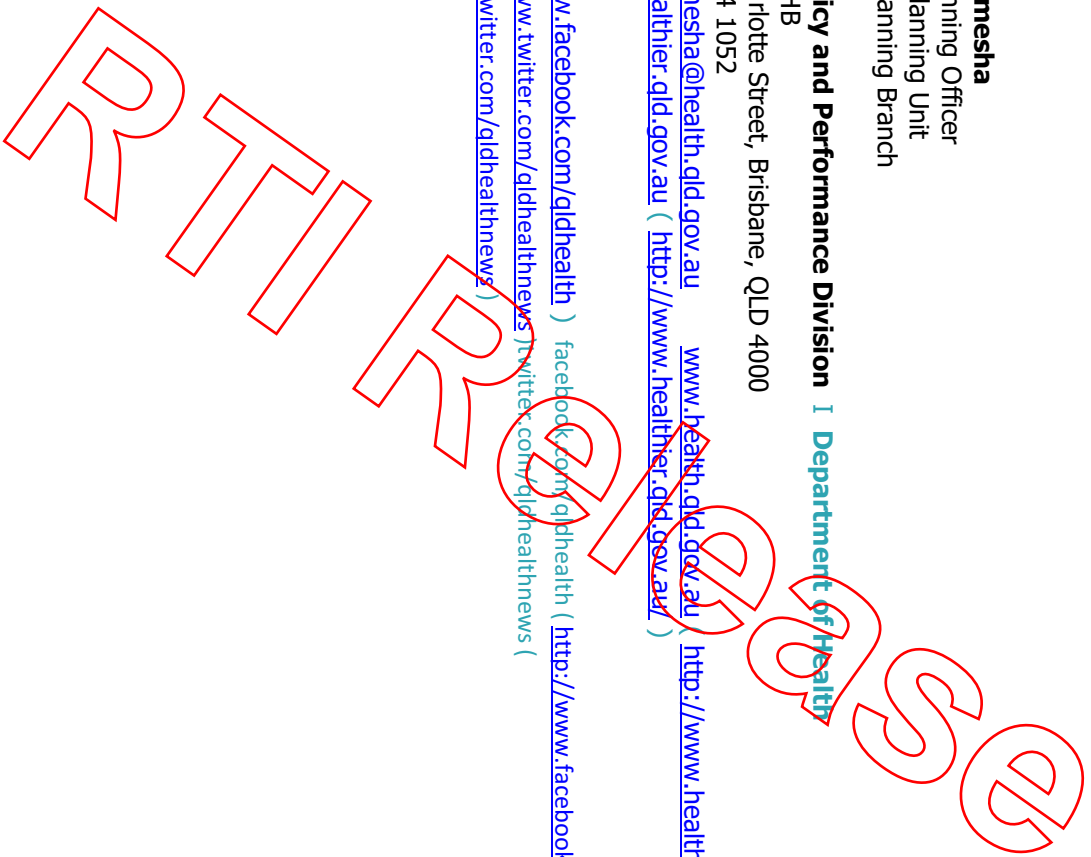 mesha
nning Officer
lanning Unit
anning Branch
icy and Performance Division I Department of Health
HB
rlotte Street, Brisbane, QLD 4000
4 1052
nesha@health.qld.gov.au www.health.qld.gov.au ( http://www.health
althier.qld.gov.au ( http://www.healthier.qld.gov.au/ )
w.facebook.com/qldhealth ) facebook.com/qldhealth ( http://www.facebook
ww.twitter.com/qldhealthnews )twitter.com/qldhealthnews (
witter.com/qldhealthnews )
RTI Release